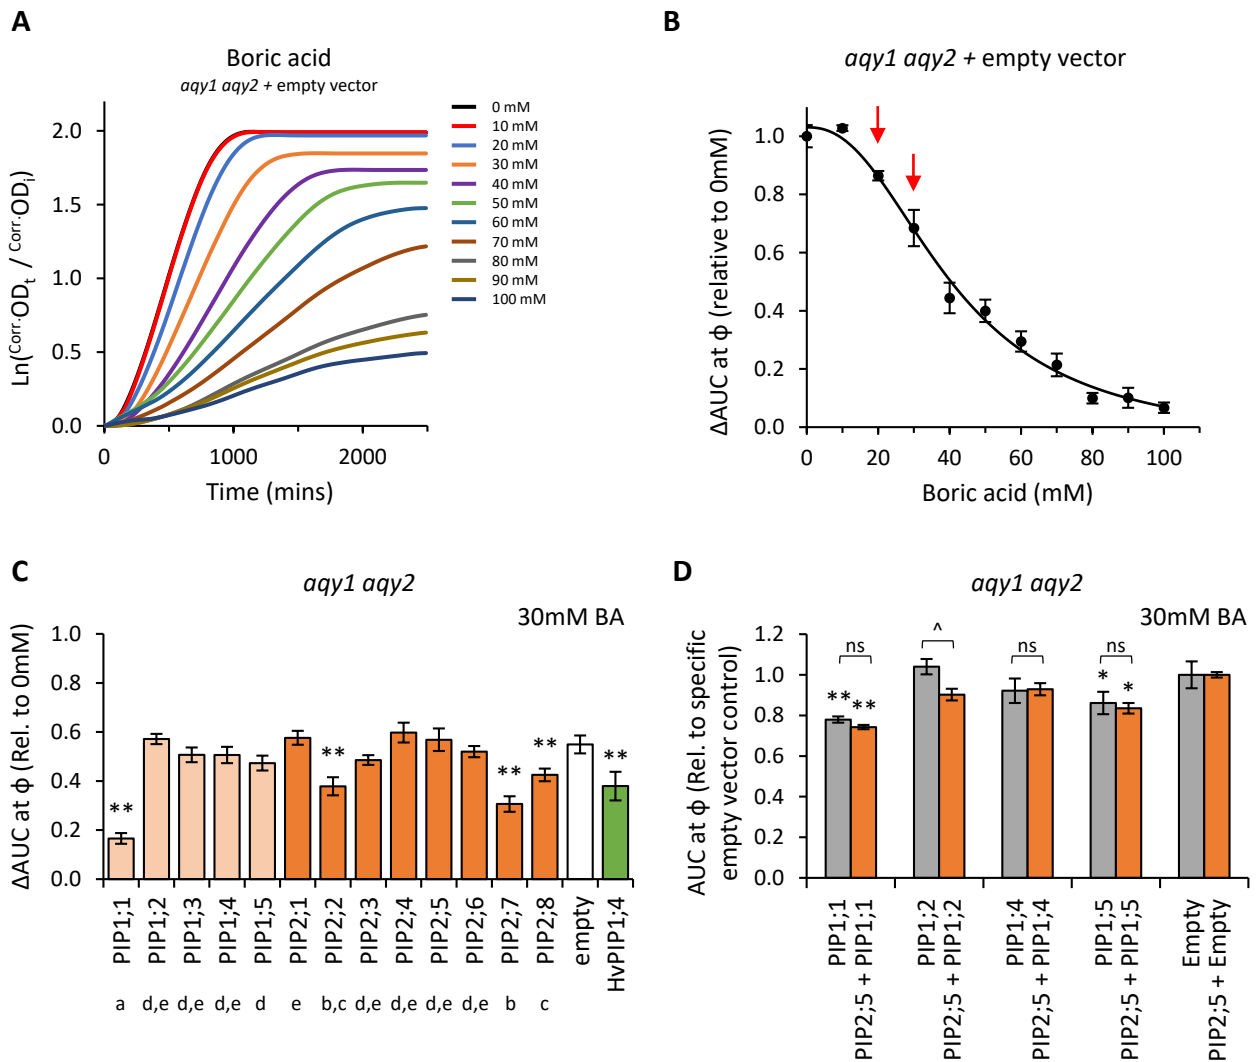 A
Boric acid
aqy1 aqy2 + empty vector
Ln(Corr.ODt / Corr.ODi)
2.0
1.5
1.0
0.5
0.0
0
1000
2000
Time (mins)
0 mM
10 mM
20 mM
30 mM
40 mM
50 mM
60 mM
70 mM
80 mM
90 mM
100 mM
B
aqy1 aqy2 + empty vector
ΔAUC at ϕ (relative to 0mM)
1.0
0.8
0.6
0.4
0.2
0.0
0
20
40
60
80
100
Boric acid (mM)
C
aqy1 aqy2
30mM BA
ΔAUC at ϕ (Rel. to 0mM)
1.0
0.8
0.6
0.4
0.2
0.0
**
**
**
**
**
PIP1;1
PIP1;2
PIP1;3
PIP1;4
PIP1;5
PIP2;1
PIP2;2
PIP2;3
PIP2;4
PIP2;5
PIP2;6
PIP2;7
PIP2;8
empty
HvPIP1;4
a
d,e
d,e
d,e
d
e
b,c
d,e
d,e
d,e
d,e
b
c
D
aqy1 aqy2
30mM BA
AUC at ϕ (Rel. to specific
empty vector control)
1.2
1.0
0.8
0.6
0.4
0.2
0.0
ns
^
ns
ns
**
**
*
*
PIP1;1
PIP2;5 + PIP1;1
PIP1;2
PIP2;5 + PIP1;2
PIP1;4
PIP2;5 + PIP1;4
PIP1;5
PIP2;5 + PIP1;5
Empty
PIP2;5 + Empty